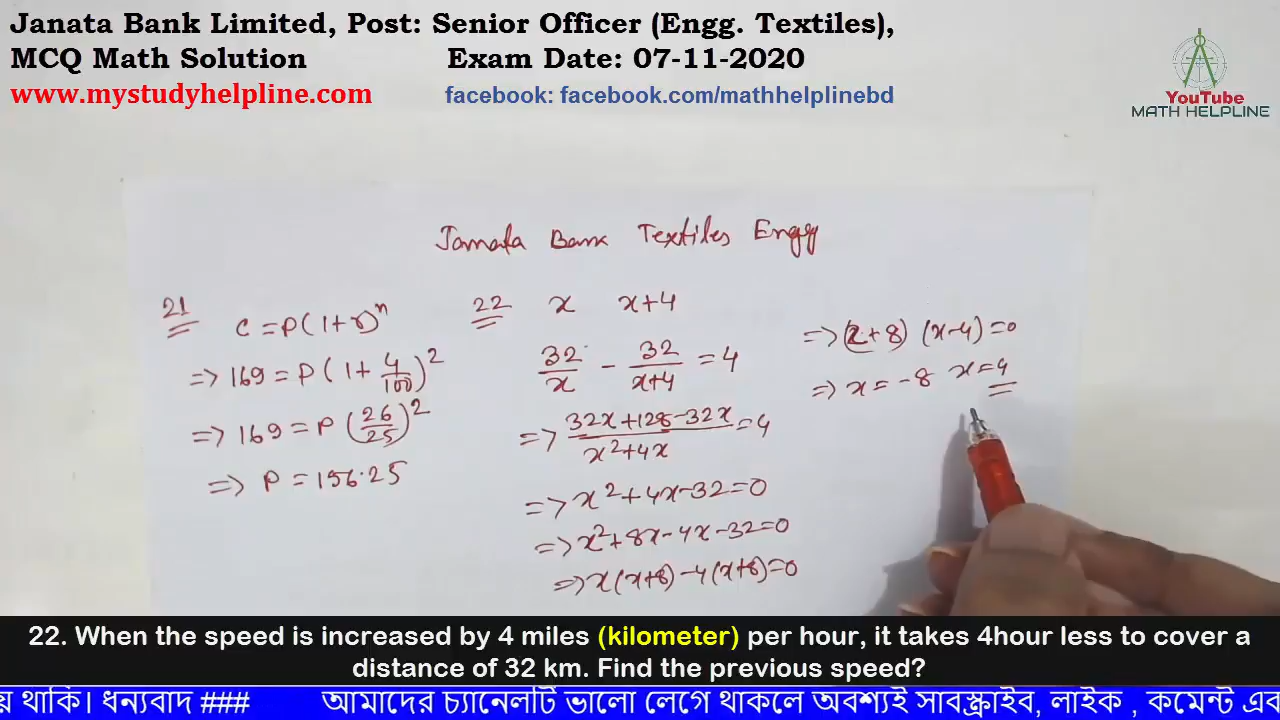 Janata Bank Limited, Post: Senior Officer (Engg. Textiles),
MCQ Math Solution Exam Date: 07-11-2020
www.mystudyhelpline.com facebook: facebook.com/mathhelplinebd
YouTube
MATH HELPLINE
Janata Bank Textiles Engg
21
C = P(1+r)^n
=> 169 = P(1 + 4/100)^2
=> 169 = P(26/25)^2
=> P = 156.25
22 x x+4
32/x - 32/(x+4) = 4
=> (32x+128-32x)/(x^2+4x) = 4
=> x^2+4x-32=0
=> x^2+8x-4x-32=0
=> x(x+8)-4(x+8)=0
=> (x+8) (x-4)=0
=> x = -8 x=4
22. When the speed is increased by 4 miles (kilometer) per hour, it takes 4hour less to cover a
distance of 32 km. Find the previous speed?
থাকি। ধন্যবাদ ### আমাদের চ্যানেলটি ভালো লেগে থাকলে অবশ্যই সাবস্ক্রাইব, লাইক , কমেন্ট